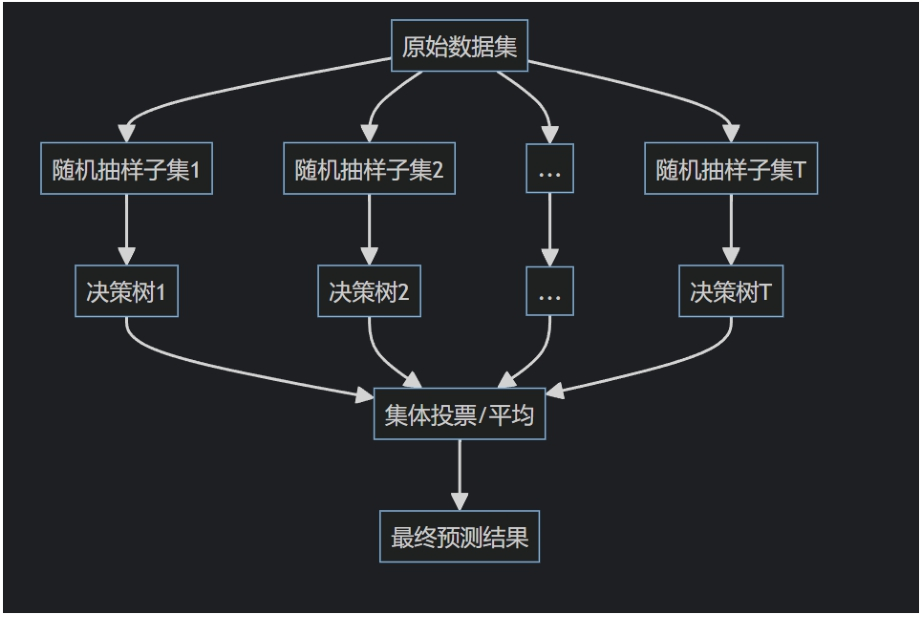 原始数据集
随机抽样子集1
随机抽样子集2
...
随机抽样子集T
决策树1
决策树2
...
决策树T
集体投票/平均
最终预测结果